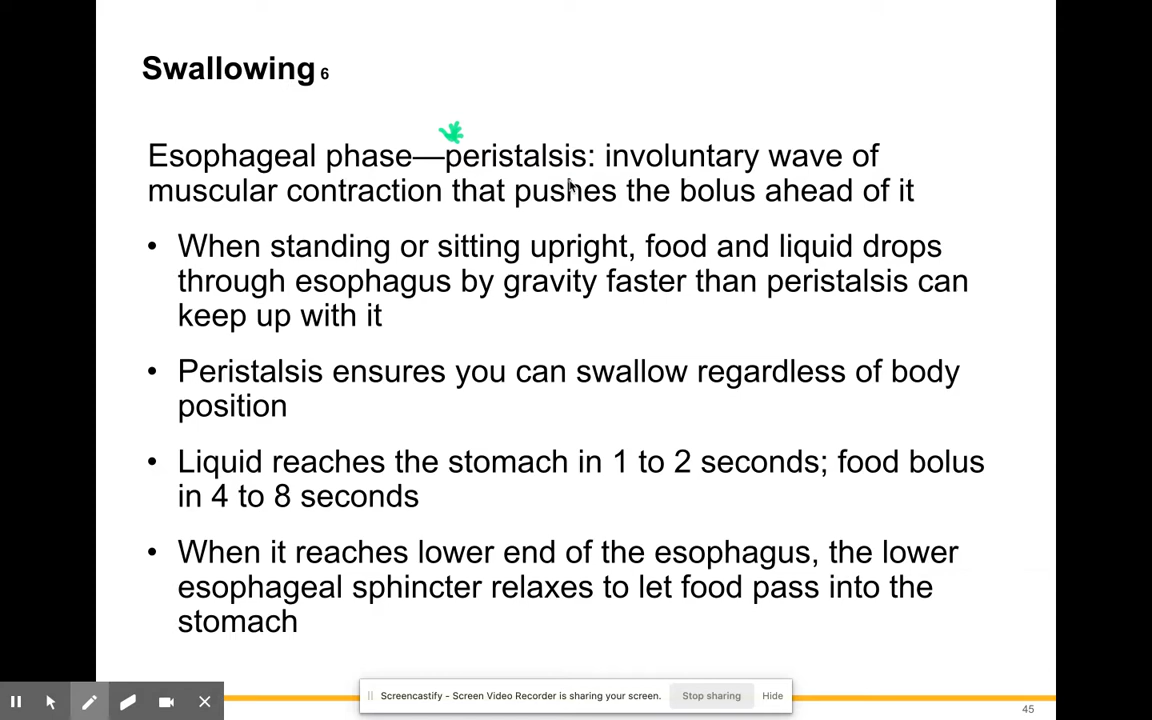 Swallowing 6
Esophageal phase—peristalsis: involuntary wave of
muscular contraction that pushes the bolus ahead of it
• When standing or sitting upright, food and liquid drops
through esophagus by gravity faster than peristalsis can
keep up with it
• Peristalsis ensures you can swallow regardless of body
position
• Liquid reaches the stomach in 1 to 2 seconds; food bolus
in 4 to 8 seconds
• When it reaches lower end of the esophagus, the lower
esophageal sphincter relaxes to let food pass into the
stomach
Screencastify - Screen Video Recorder is sharing your screen. Stop sharing Hide
45